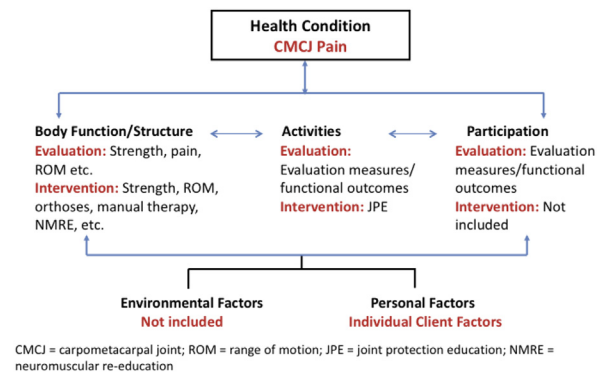 Health Condition
CMCJ Pain
Body Function/Structure
Evaluation: Strength, pain,
ROM etc.
Intervention: Strength, ROM,
orthoses, manual therapy,
NMRE, etc.
Activities
Evaluation:
Evaluation measures/
functional outcomes
Intervention: JPE
Participation
Evaluation: Evaluation
measures/functional
outcomes
Intervention: Not
included
Environmental Factors
Not included
Personal Factors
Individual Client Factors
CMCJ = carpometacarpal joint; ROM = range of motion; JPE = joint protection education; NMRE =
neuromuscular re-education